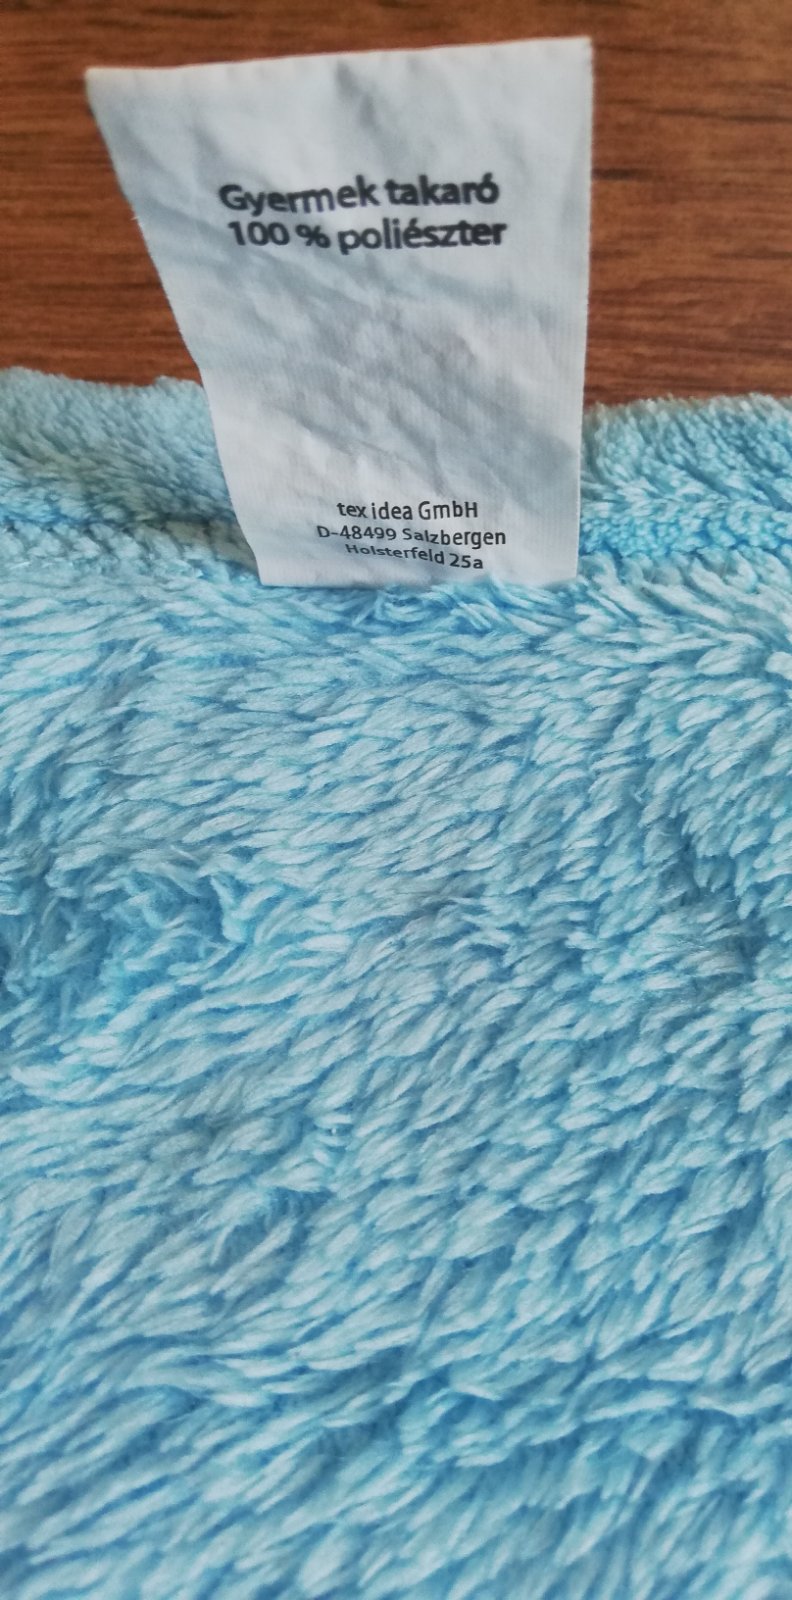 Gyermek takaró
100 % poliészter
tex idea GmbH
D-48499 Salzbergen
Holsterfeld 25a